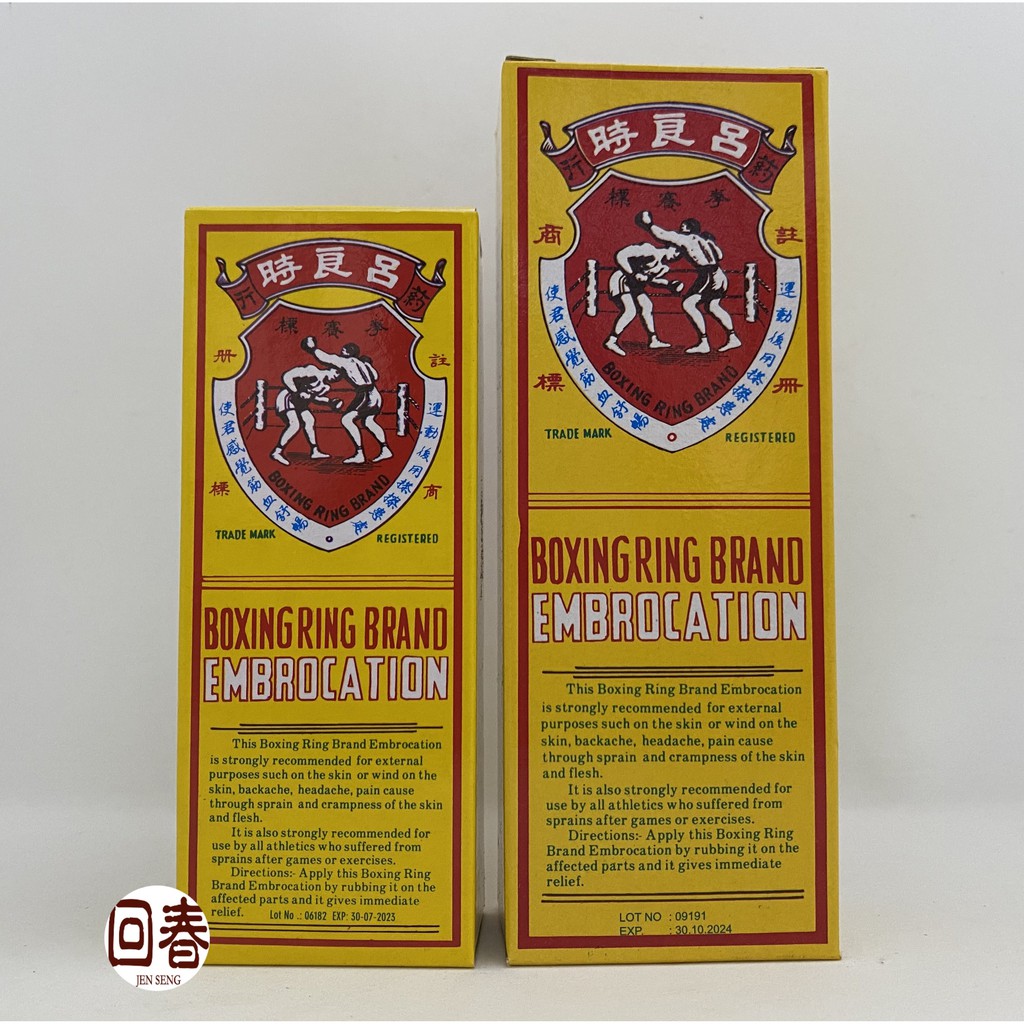 呂良時
葯行
拳賽標
註册
商標
運動後用搽擦
使君感覺筋血舒暢
BOXING RING BRAND
TRADE MARK
REGISTERED
BOXING RING BRAND
EMBROCATION
This Boxing Ring Brand Embrocation
is strongly recommended for external
purposes such on the skin or wind on the
skin, backache, headache, pain cause
through sprain and crampness of the skin
and flesh.
It is also strongly recommended for
use by all athletics who suffered from
sprains after games or exercises.
Directions:- Apply this Boxing Ring
Brand Embrocation by rubbing it on the
affected parts and it gives immediate
relief.
Lot No .: 06182 EXP: 30-07-2023
呂良時
葯行
拳賽標
註冊
商標
運動後用搽擦
使君感覺筋血舒暢
BOXING RING BRAND
TRADE MARK
REGISTERED
BOXING RING BRAND
EMBROCATION
This Boxing Ring Brand Embrocation
is strongly recommended for external
purposes such on the skin or wind on the
skin, backache, headache, pain cause
through sprain and crampness of the skin
and flesh.
It is also strongly recommended for
use by all athletics who suffered from
sprains after games or exercises.
Directions:- Apply this Boxing Ring
Brand Embrocation by rubbing it on the
affected parts and it gives immediate
relief.
LOT NO : 09191
EXP. : 30.10.2024
回春
JEN SENG